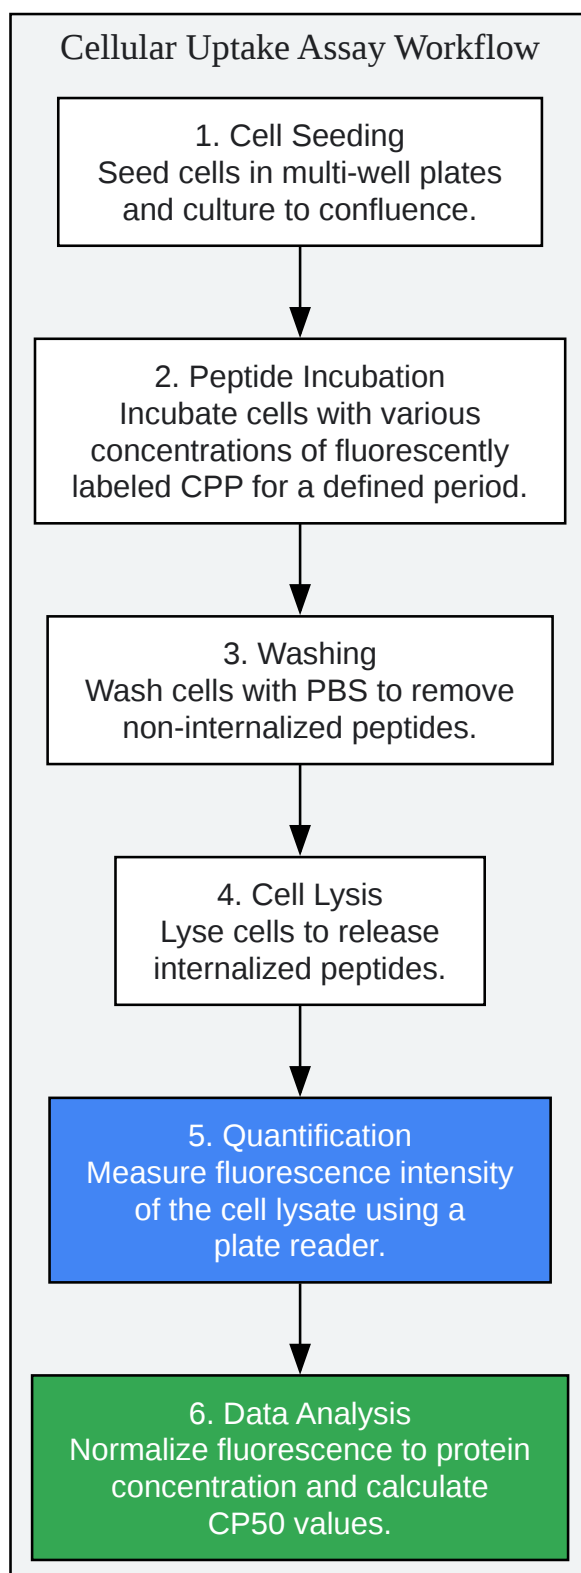 Cellular Uptake Assay Workflow
1. Cell Seeding
Seed cells in multi-well plates
and culture to confluence.
2. Peptide Incubation
Incubate cells with various
concentrations of fluorescently
labeled CPP for a defined period.
3. Washing
Wash cells with PBS to remove
non-internalized peptides.
4. Cell Lysis
Lyse cells to release
internalized peptides.
5. Quantification
Measure fluorescence intensity
of the cell lysate using a
plate reader.
6. Data Analysis
Normalize fluorescence to protein
concentration and calculate
CP50 values.